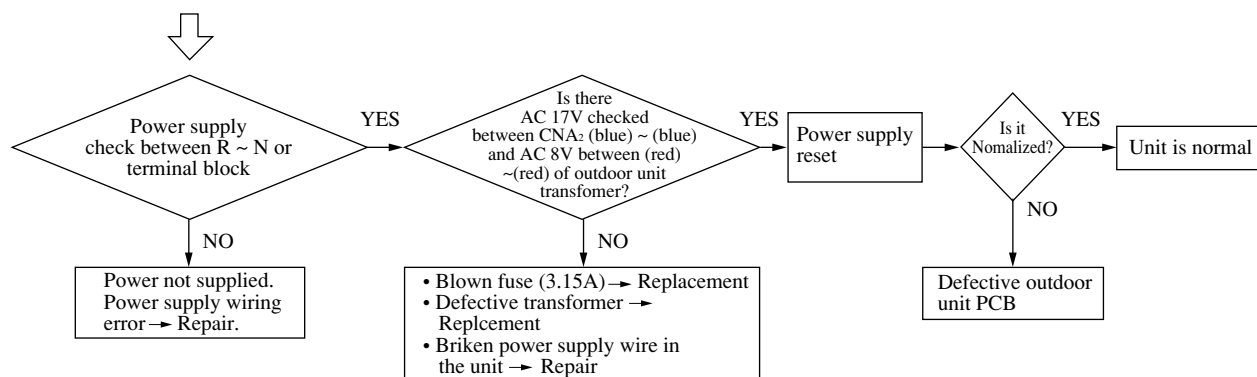 Power supply
check between R ~ N or
terminal block
YES
NO
Power not supplied.
Power supply wiring
error → Repair.
Is there
AC 17V checked
between CNA₂ (blue) ~ (blue)
and AC 8V between (red)
~(red) of outdoor unit
transfomer?
YES
NO
• Blown fuse (3.15A) → Replacement
• Defective transformer →
Replcement
• Briken power supply wire in
the unit → Repair
Power supply
reset
Is it
Nomalized?
YES
NO
Unit is normal
Defective outdoor
unit PCB